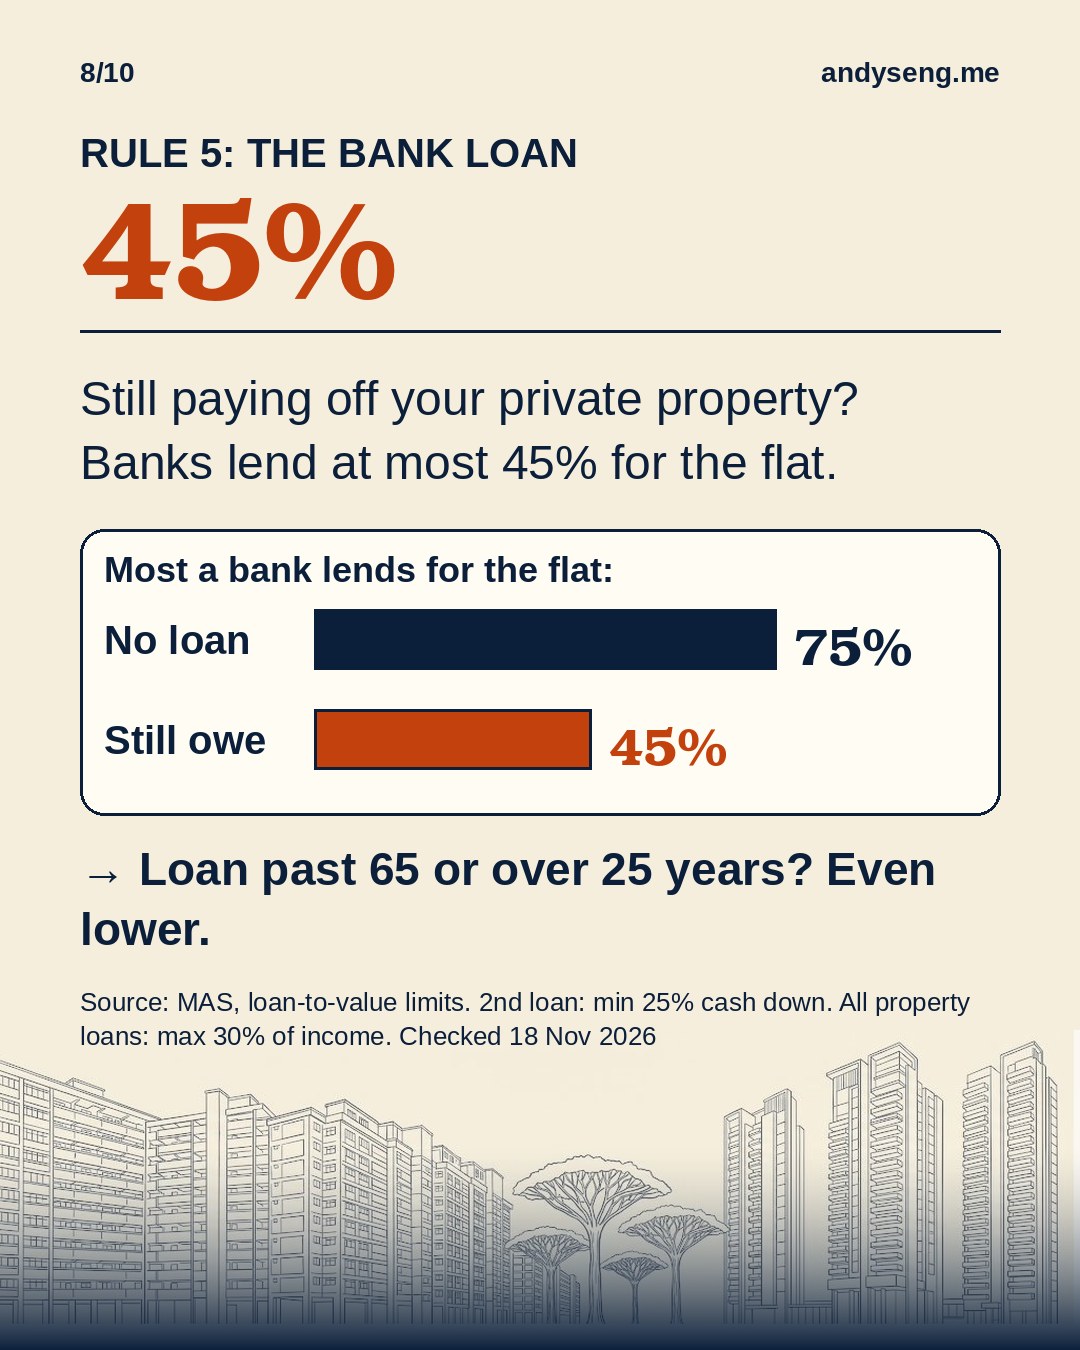 8/10
andyseng.me
RULE 5: THE BANK LOAN
45%
Still paying off your private property?
Banks lend at most 45% for the flat.
Most a bank lends for the flat:
No loan
75%
Still owe
45%
→ Loan past 65 or over 25 years? Even
lower.
Source: MAS, loan-to-value limits. 2nd loan: min 25% cash down. All property
loans: max 30% of income. Checked 18 Nov 2026